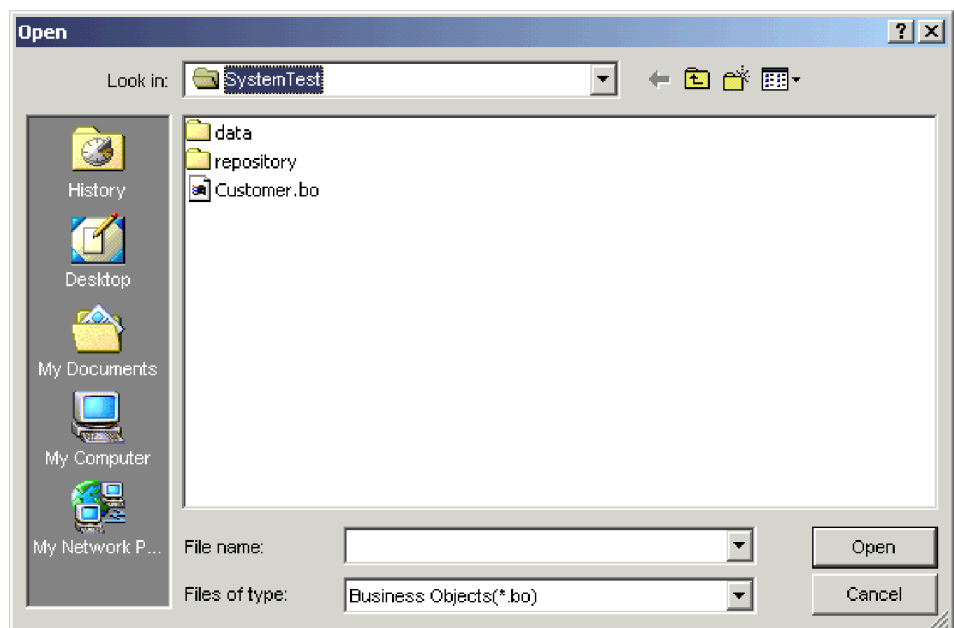 Open
Look in:
SystemTest
data
repository
Customer.bo
History
Desktop
My Documents
My Computer
My Network P...
File name:
Open
Files of type:
Business Objects(*.bo)
Cancel